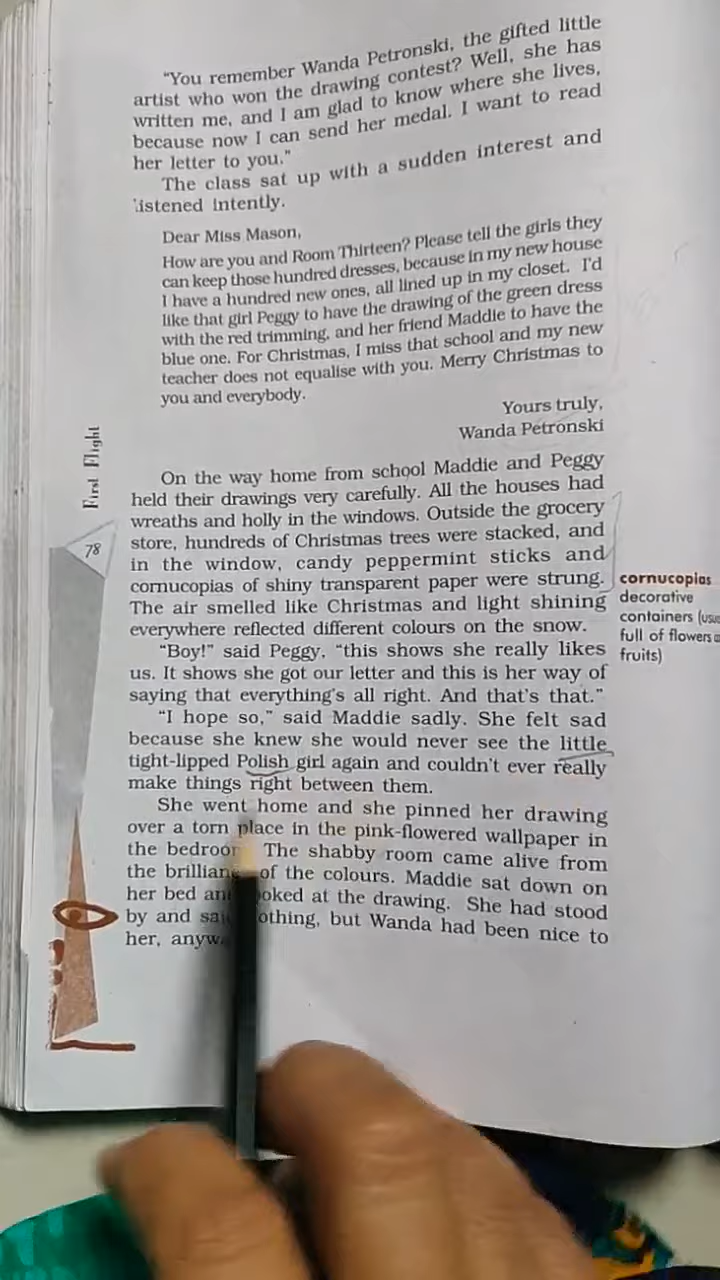 "You remember Wanda Petronski, the gifted little
artist who won the drawing contest? Well, she has
written me, and I am glad to know where she lives,
because now I can send her medal. I want to read
her letter to you."
The class sat up with a sudden interest and
listened intently.
Dear Miss Mason,
How are you and Room Thirteen? Please tell the girls they
can keep those hundred dresses, because in my new house
I have a hundred new ones, all lined up in my closet. I'd
like that girl Peggy to have the drawing of the green dress
with the red trimming, and her friend Maddie to have the
blue one. For Christmas, I miss that school and my new
teacher does not equalise with you. Merry Christmas to
you and everybody.
Yours truly,
Wanda Petronski
On the way home from school Maddie and Peggy
held their drawings very carefully. All the houses had
wreaths and holly in the windows. Outside the grocery
store, hundreds of Christmas trees were stacked, and
in the window, candy peppermint sticks and
cornucopias of shiny transparent paper were strung.
The air smelled like Christmas and light shining
everywhere reflected different colours on the snow.
"Boy!" said Peggy, "this shows she really likes
us. It shows she got our letter and this is her way of
saying that everything's all right. And that's that."
"I hope so," said Maddie sadly. She felt sad
because she knew she would never see the little
tight-lipped Polish girl again and couldn't ever really
make things right between them.
She went home and she pinned her drawing
over a torn place in the pink-flowered wallpaper in
the The shabby room came alive from
the of the colours. Maddie sat down on
her bed at the drawing. She had stood
by and but Wanda had been nice to
her,
cornucopias
decorative
containers
full of flowers
fruits)
First Flight
78